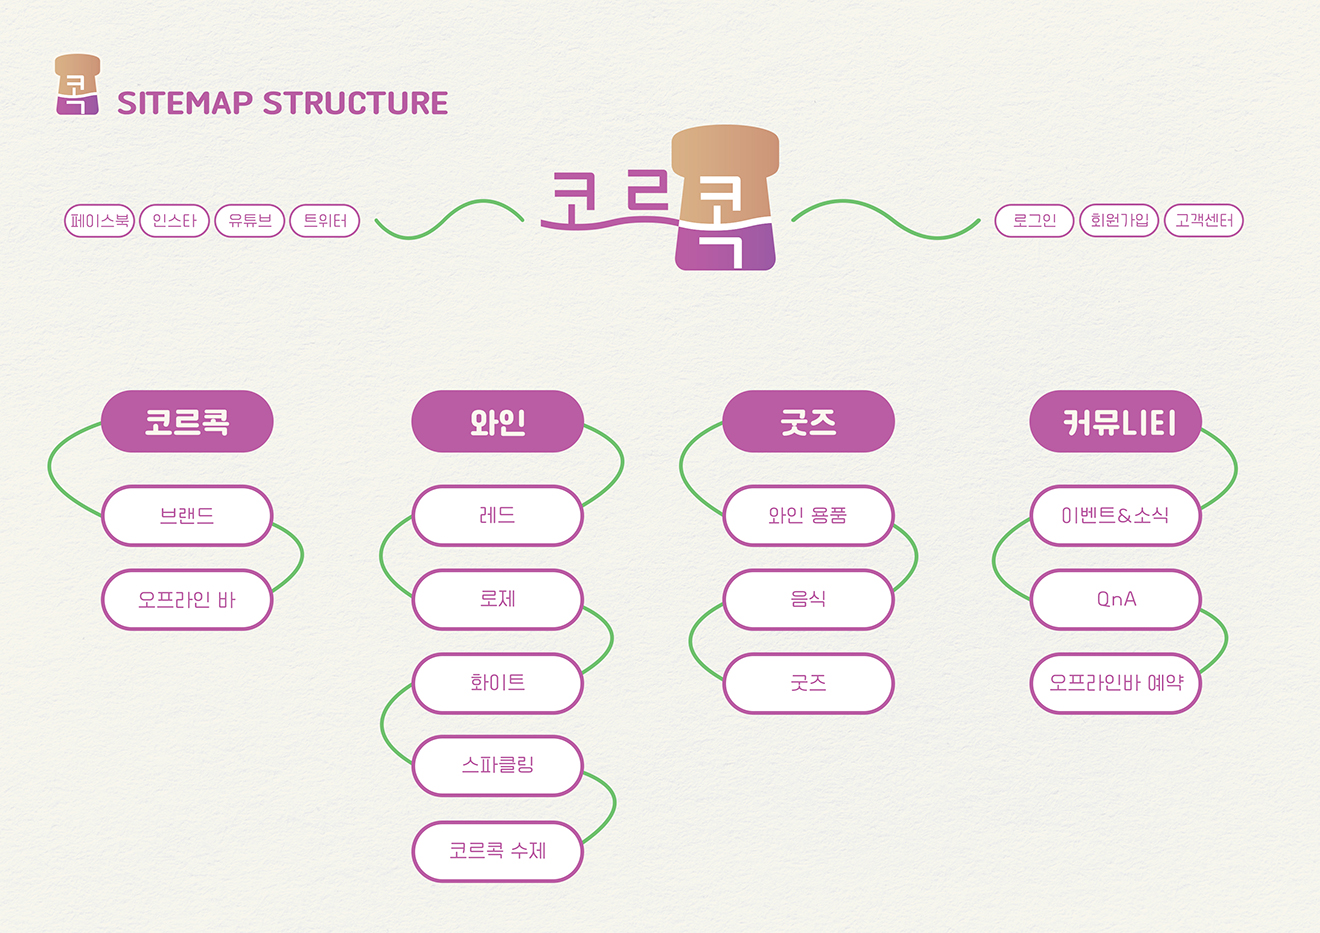 콕
SITEMAP STRUCTURE
코르콕
페이스북 인스타 유튜브 트위터
로그인 회원가입 고객센터
코르콕
브랜드
오프라인 바
와인
레드
로제
화이트
스파클링
코르콕 수제
굿즈
와인 용품
음식
굿즈
커뮤니티
이벤트&소식
QnA
오프라인바 예약